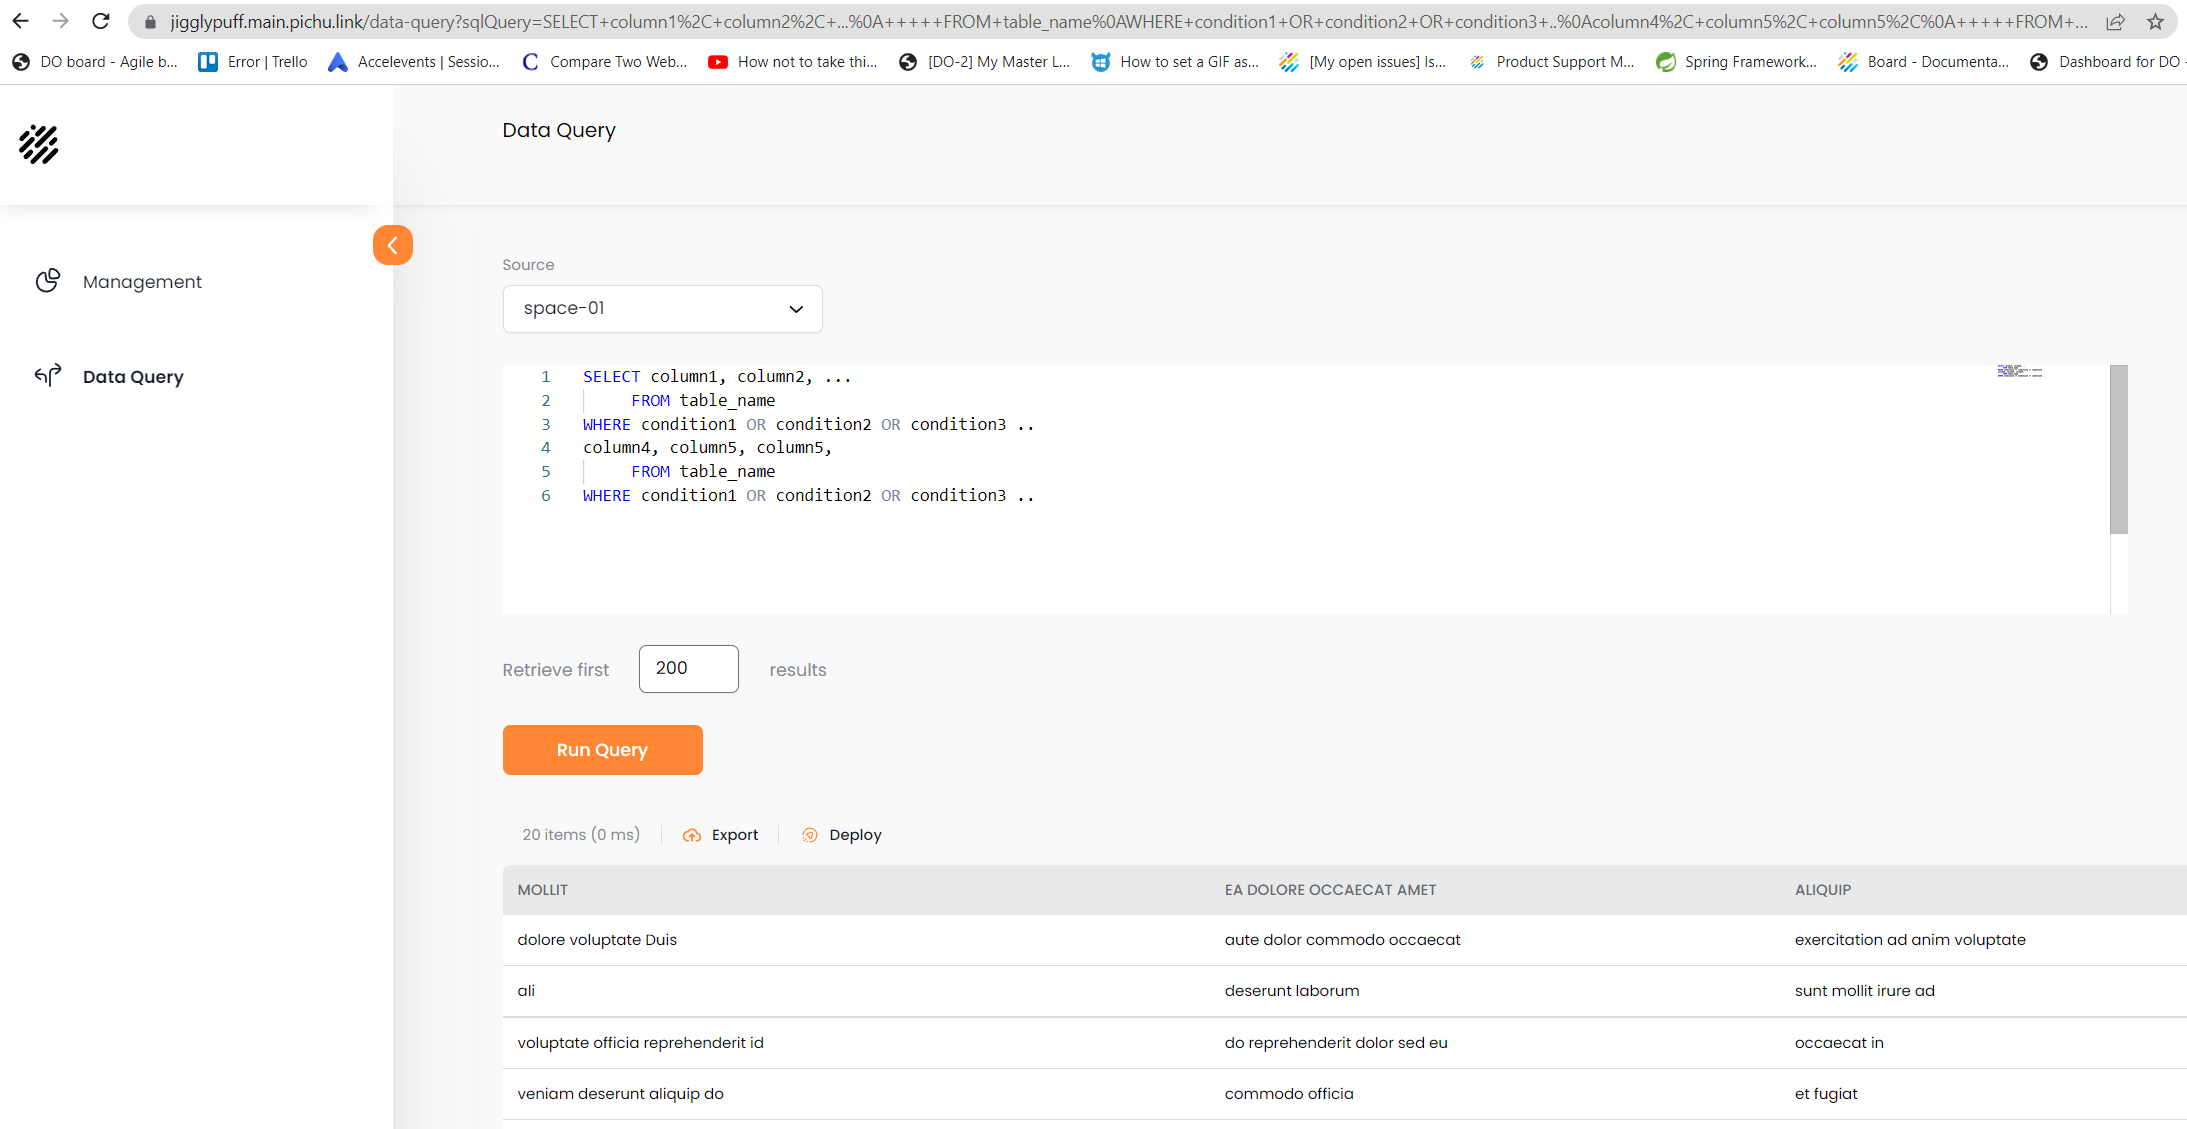 jigglypuff.main.pichu.link/data-query?sqlQuery=SELECT+column1%2C+column2%2C+...%0A+++++FROM+table_name%0AWHERE+condition1+OR+condition2+OR+condition3+..%0Acolumn4%2C+column5%2C+column5%2C%0A+++++FROM+...
DO board - Agile b... Error | Trello Accelevents | Sessio... Compare Two Web... How not to take thi... [DO-2] My Master L... How to set a GIF as... [My open issues] Is... Product Support M... Spring Framework... Board - Documenta... Dashboard for DO -
Data Query
Management
Data Query
Source
space-01
1 SELECT column1, column2, ...
2 FROM table_name
3 WHERE condition1 OR condition2 OR condition3 ..
4 column4, column5, column5,
5 FROM table_name
6 WHERE condition1 OR condition2 OR condition3 ..
Retrieve first 200 results
Run Query
20 items (0 ms) Export Deploy
MOLLIT EA DOLORE OCCAECAT AMET ALIQUIP
dolore voluptate Duis aute dolor commodo occaecat exercitation ad anim voluptate
ali deserunt laborum sunt mollit irure ad
voluptate officia reprehenderit id do reprehenderit dolor sed eu occaecat in
veniam deserunt aliquip do commodo officia et fugiat